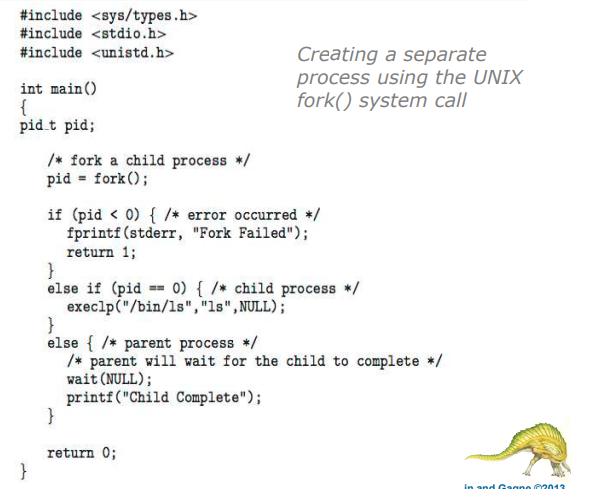 #include <sys/types.h>
#include <stdio.h>
#include <unistd.h>
Creating a separate
process using the UNIX
fork() system call
int main()
{
pid_t pid;
/* fork a child process */
pid = fork();
if (pid < 0) { /* error occurred */
fprintf(stderr, "Fork Failed");
return 1;
}
else if (pid == 0) { /* child process */
execlp("/bin/ls","ls",NULL);
}
else { /* parent process */
/* parent will wait for the child to complete */
wait(NULL);
printf("Child Complete");
}
return 0;
}
in and Gagne ©2013